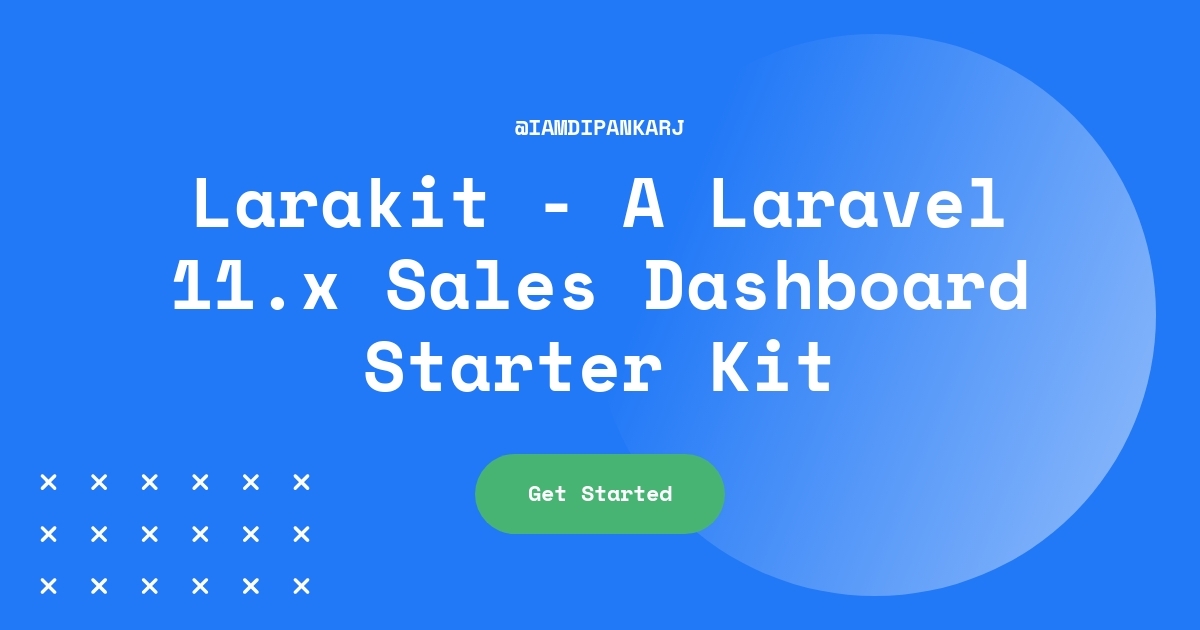 @IAMDIPANKARJ
Larakit - A Laravel
11.x Sales Dashboard
Starter Kit
Get Started